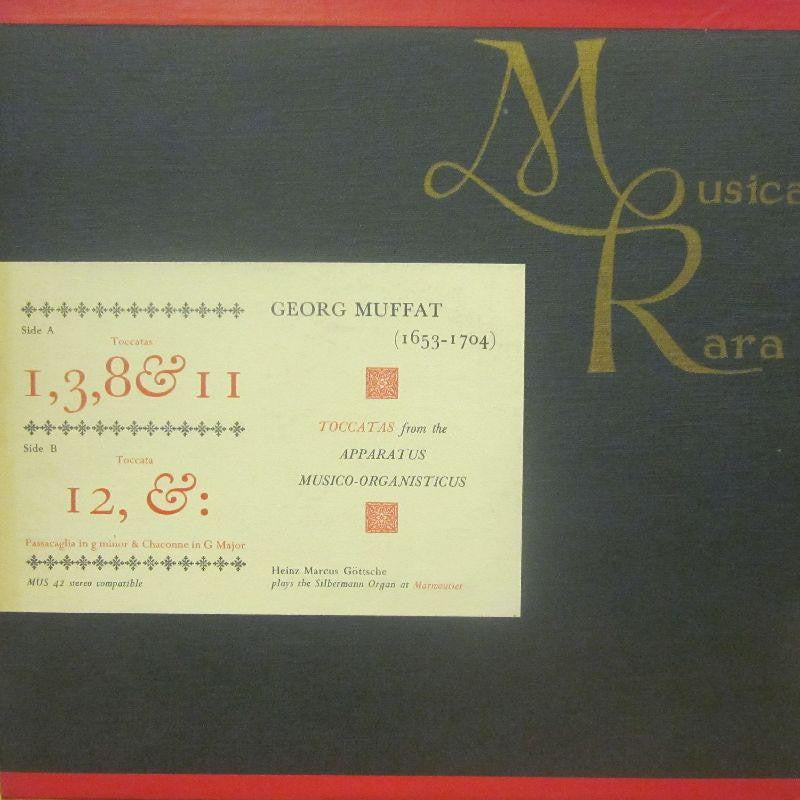 Musica
Rara
Side A
Toccatas
1,3,8& 11
Side B
Toccata
12, &:
Passacaglia in g minor & Chaconne in G Major
MUS 42 stereo compatible
GEORG MUFFAT
(1653-1704)
TOCCATAS from the
APPARATUS
MUSICO-ORGANISTICUS
Heinz Marcus Göttsche
plays the Silbermann Organ at Marmoutier